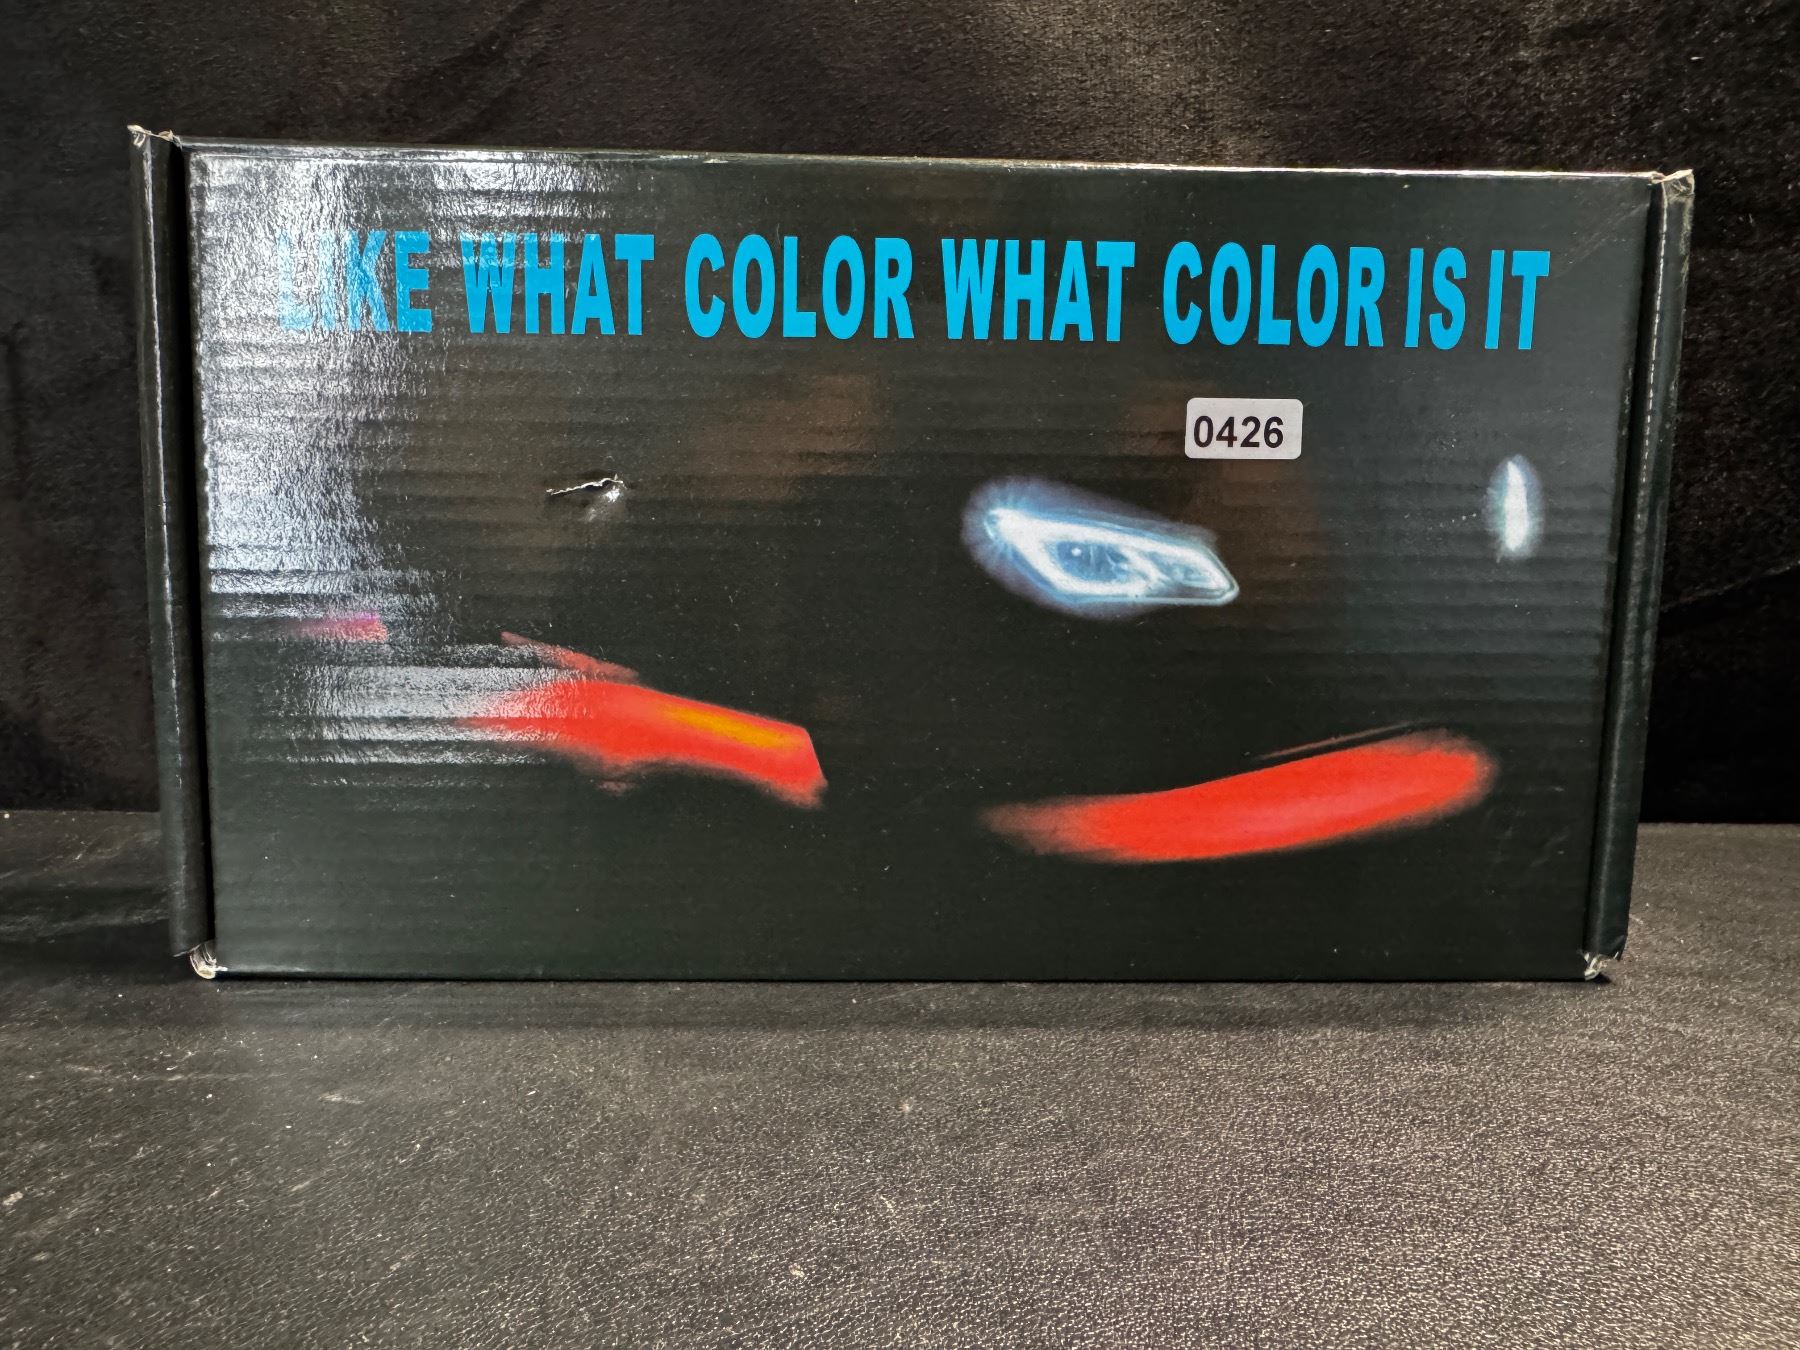 LIKE WHAT COLOR WHAT COLOR IS IT
0426